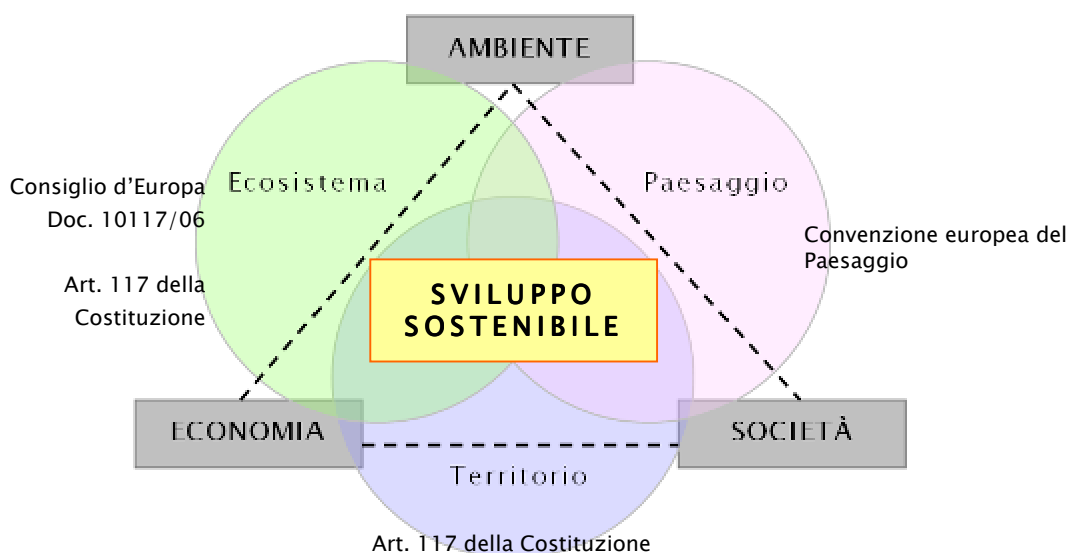 AMBIENTE
Ecosistema
Paesaggio
Consiglio d’Europa
Doc. 10117/06
Convenzione europea del
Paesaggio
Art. 117 della
Costituzione
SVILUPPO
SOSTENIBILE
ECONOMIA
SOCIETÀ
Territorio
Art. 117 della Costituzione